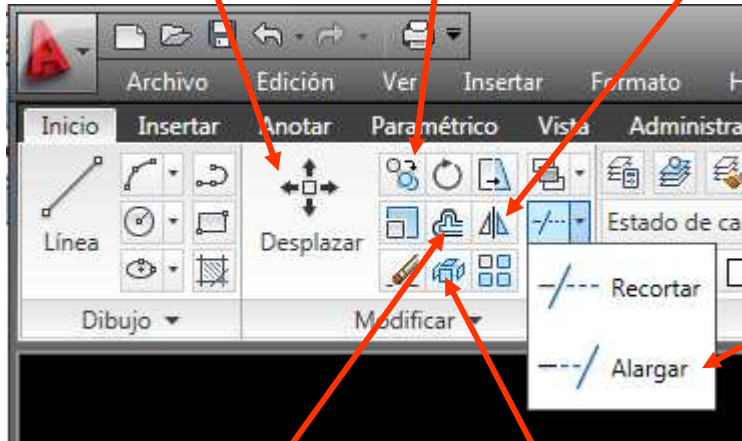 Archivo Edición Ver Insertar Formato H
Inicio Insertar Anotar Paramétrico Vista Administra
Línea Desplazar Estado de ca
Recortar
Dibujo Modificar
Alargar